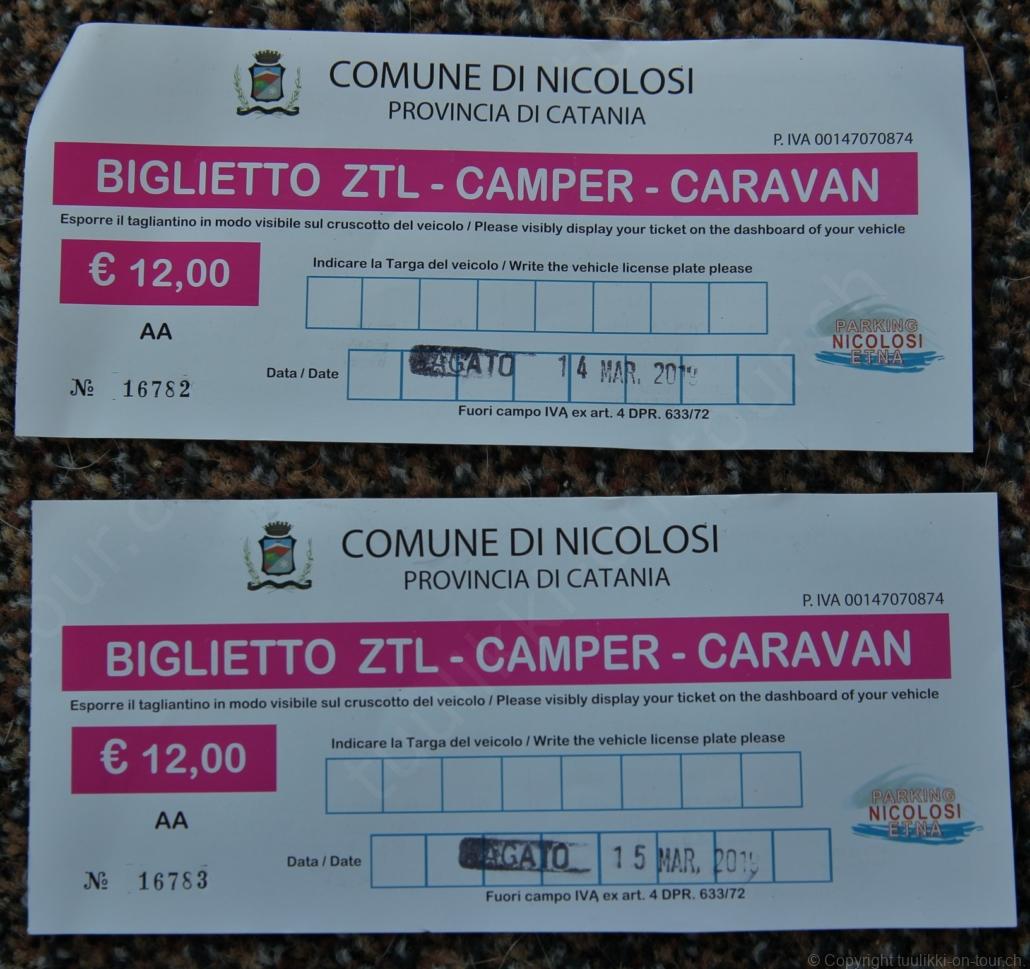 COMUNE DI NICOLOSI
PROVINCIA DI CATANIA
P. IVA 00147070874
BIGLIETTO ZTL - CAMPER - CARAVAN
Esporre il tagliantino in modo visibile sul cruscotto del veicolo / Please visibly display your ticket on the dashboard of your vehicle
€ 12,00
Indicare la Targa del veicolo / Write the vehicle license plate please
AA
PARKING
NICOLOSI
ETNA
Data / Date
PAGATO 14 MAR. 2019
№ 16782
Fuori campo IVA ex art. 4 DPR. 633/72
COMUNE DI NICOLOSI
PROVINCIA DI CATANIA
P. IVA 00147070874
BIGLIETTO ZTL - CAMPER - CARAVAN
Esporre il tagliantino in modo visibile sul cruscotto del veicolo / Please visibly display your ticket on the dashboard of your vehicle
€ 12,00
Indicare la Targa del veicolo / Write the vehicle license plate please
AA
PARKING
NICOLOSI
ETNA
Data / Date
PAGATO 15 MAR. 2019
№ 16783
Fuori campo IVA ex art. 4 DPR. 633/72
© Copyright tuulikki-on-tour.ch